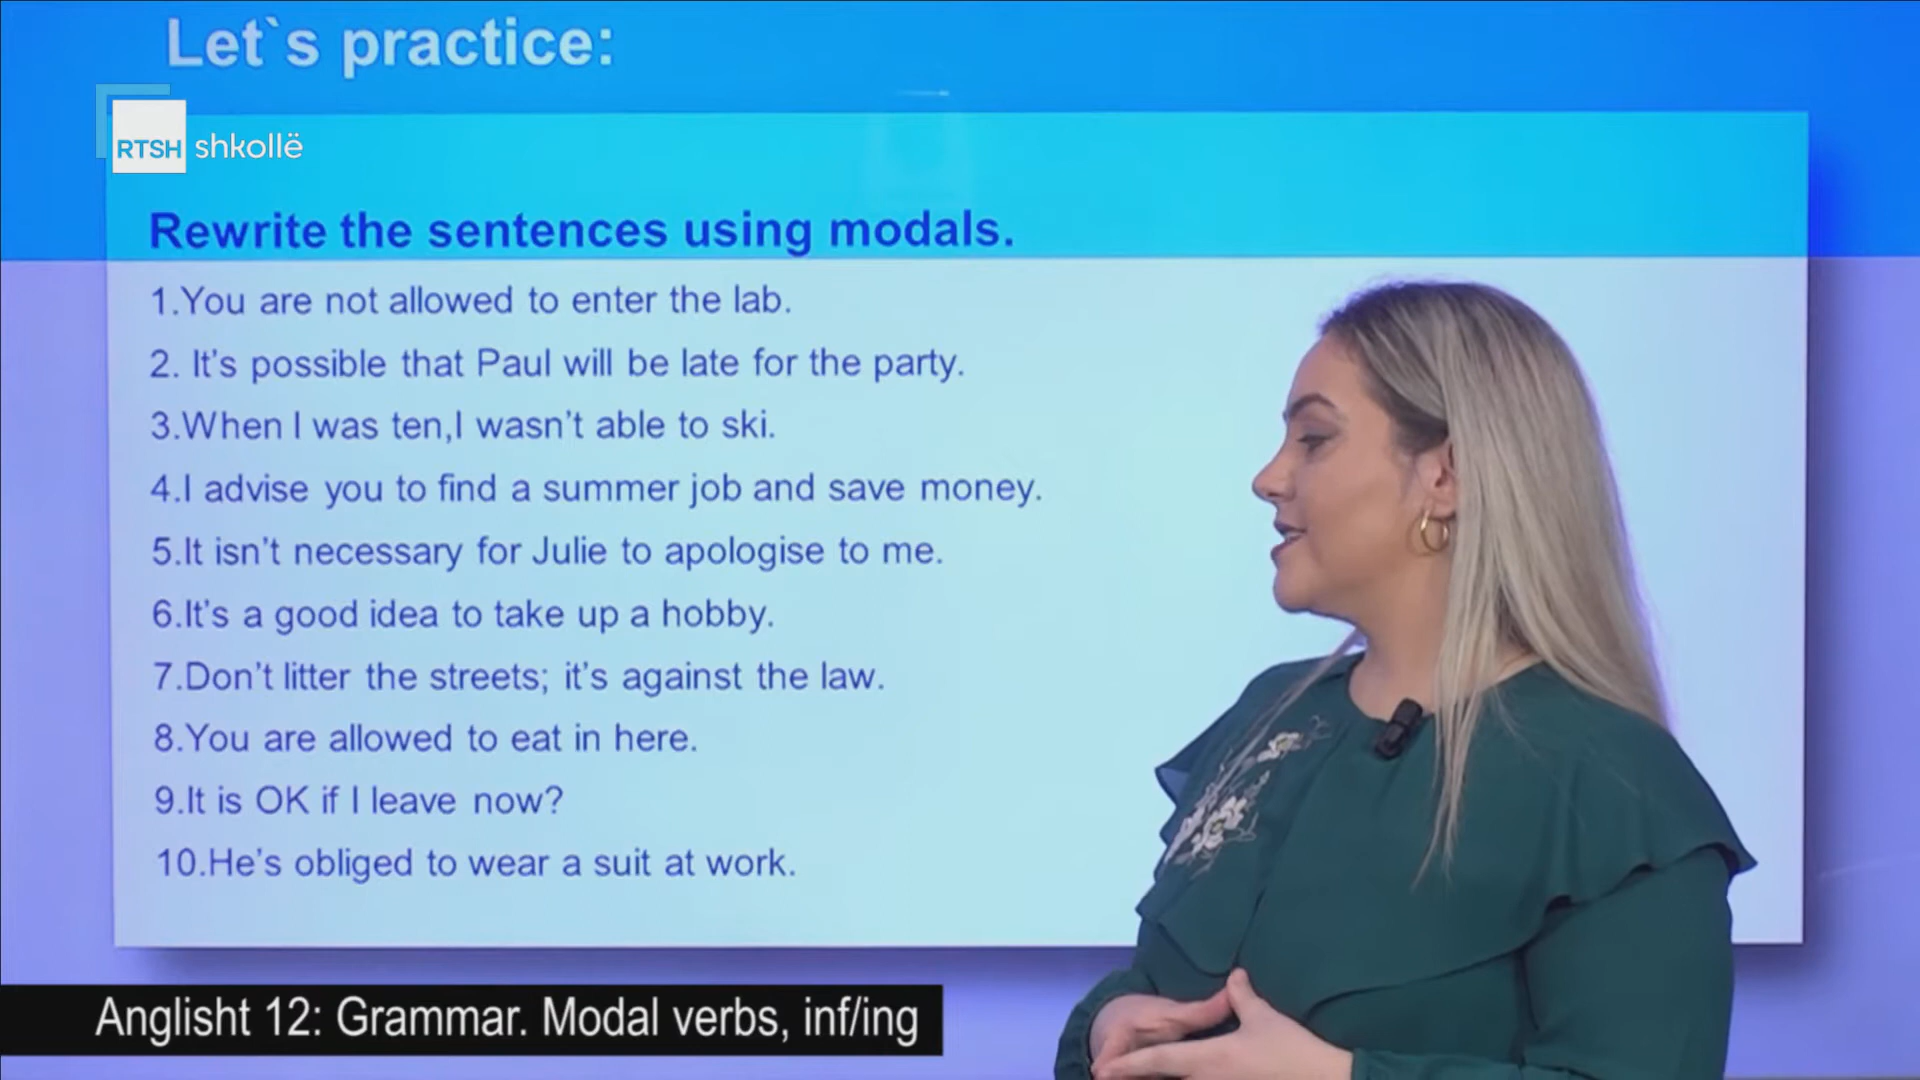 Let`s practice:
RTSH shkollë
Rewrite the sentences using modals.
1.You are not allowed to enter the lab.
2. It’s possible that Paul will be late for the party.
3.When I was ten,I wasn’t able to ski.
4.I advise you to find a summer job and save money.
5.It isn’t necessary for Julie to apologise to me.
6.It’s a good idea to take up a hobby.
7.Don’t litter the streets; it’s against the law.
8.You are allowed to eat in here.
9.It is OK if I leave now?
10.He’s obliged to wear a suit at work.
Anglisht 12: Grammar. Modal verbs, inf/ing